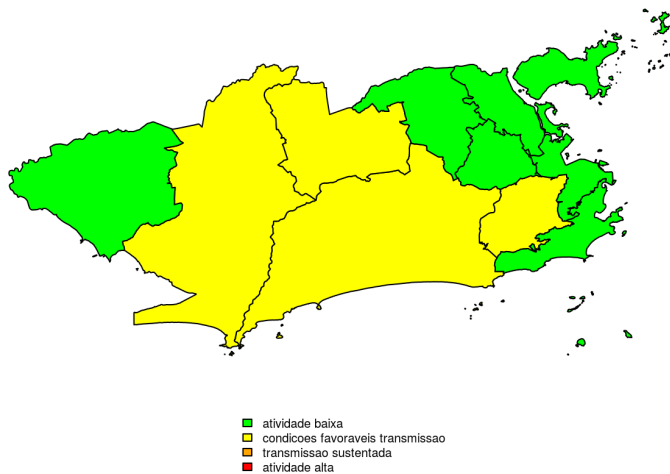 atividade baixa
condicoes favoraveis transmissao
transmissao sustentada
atividade alta